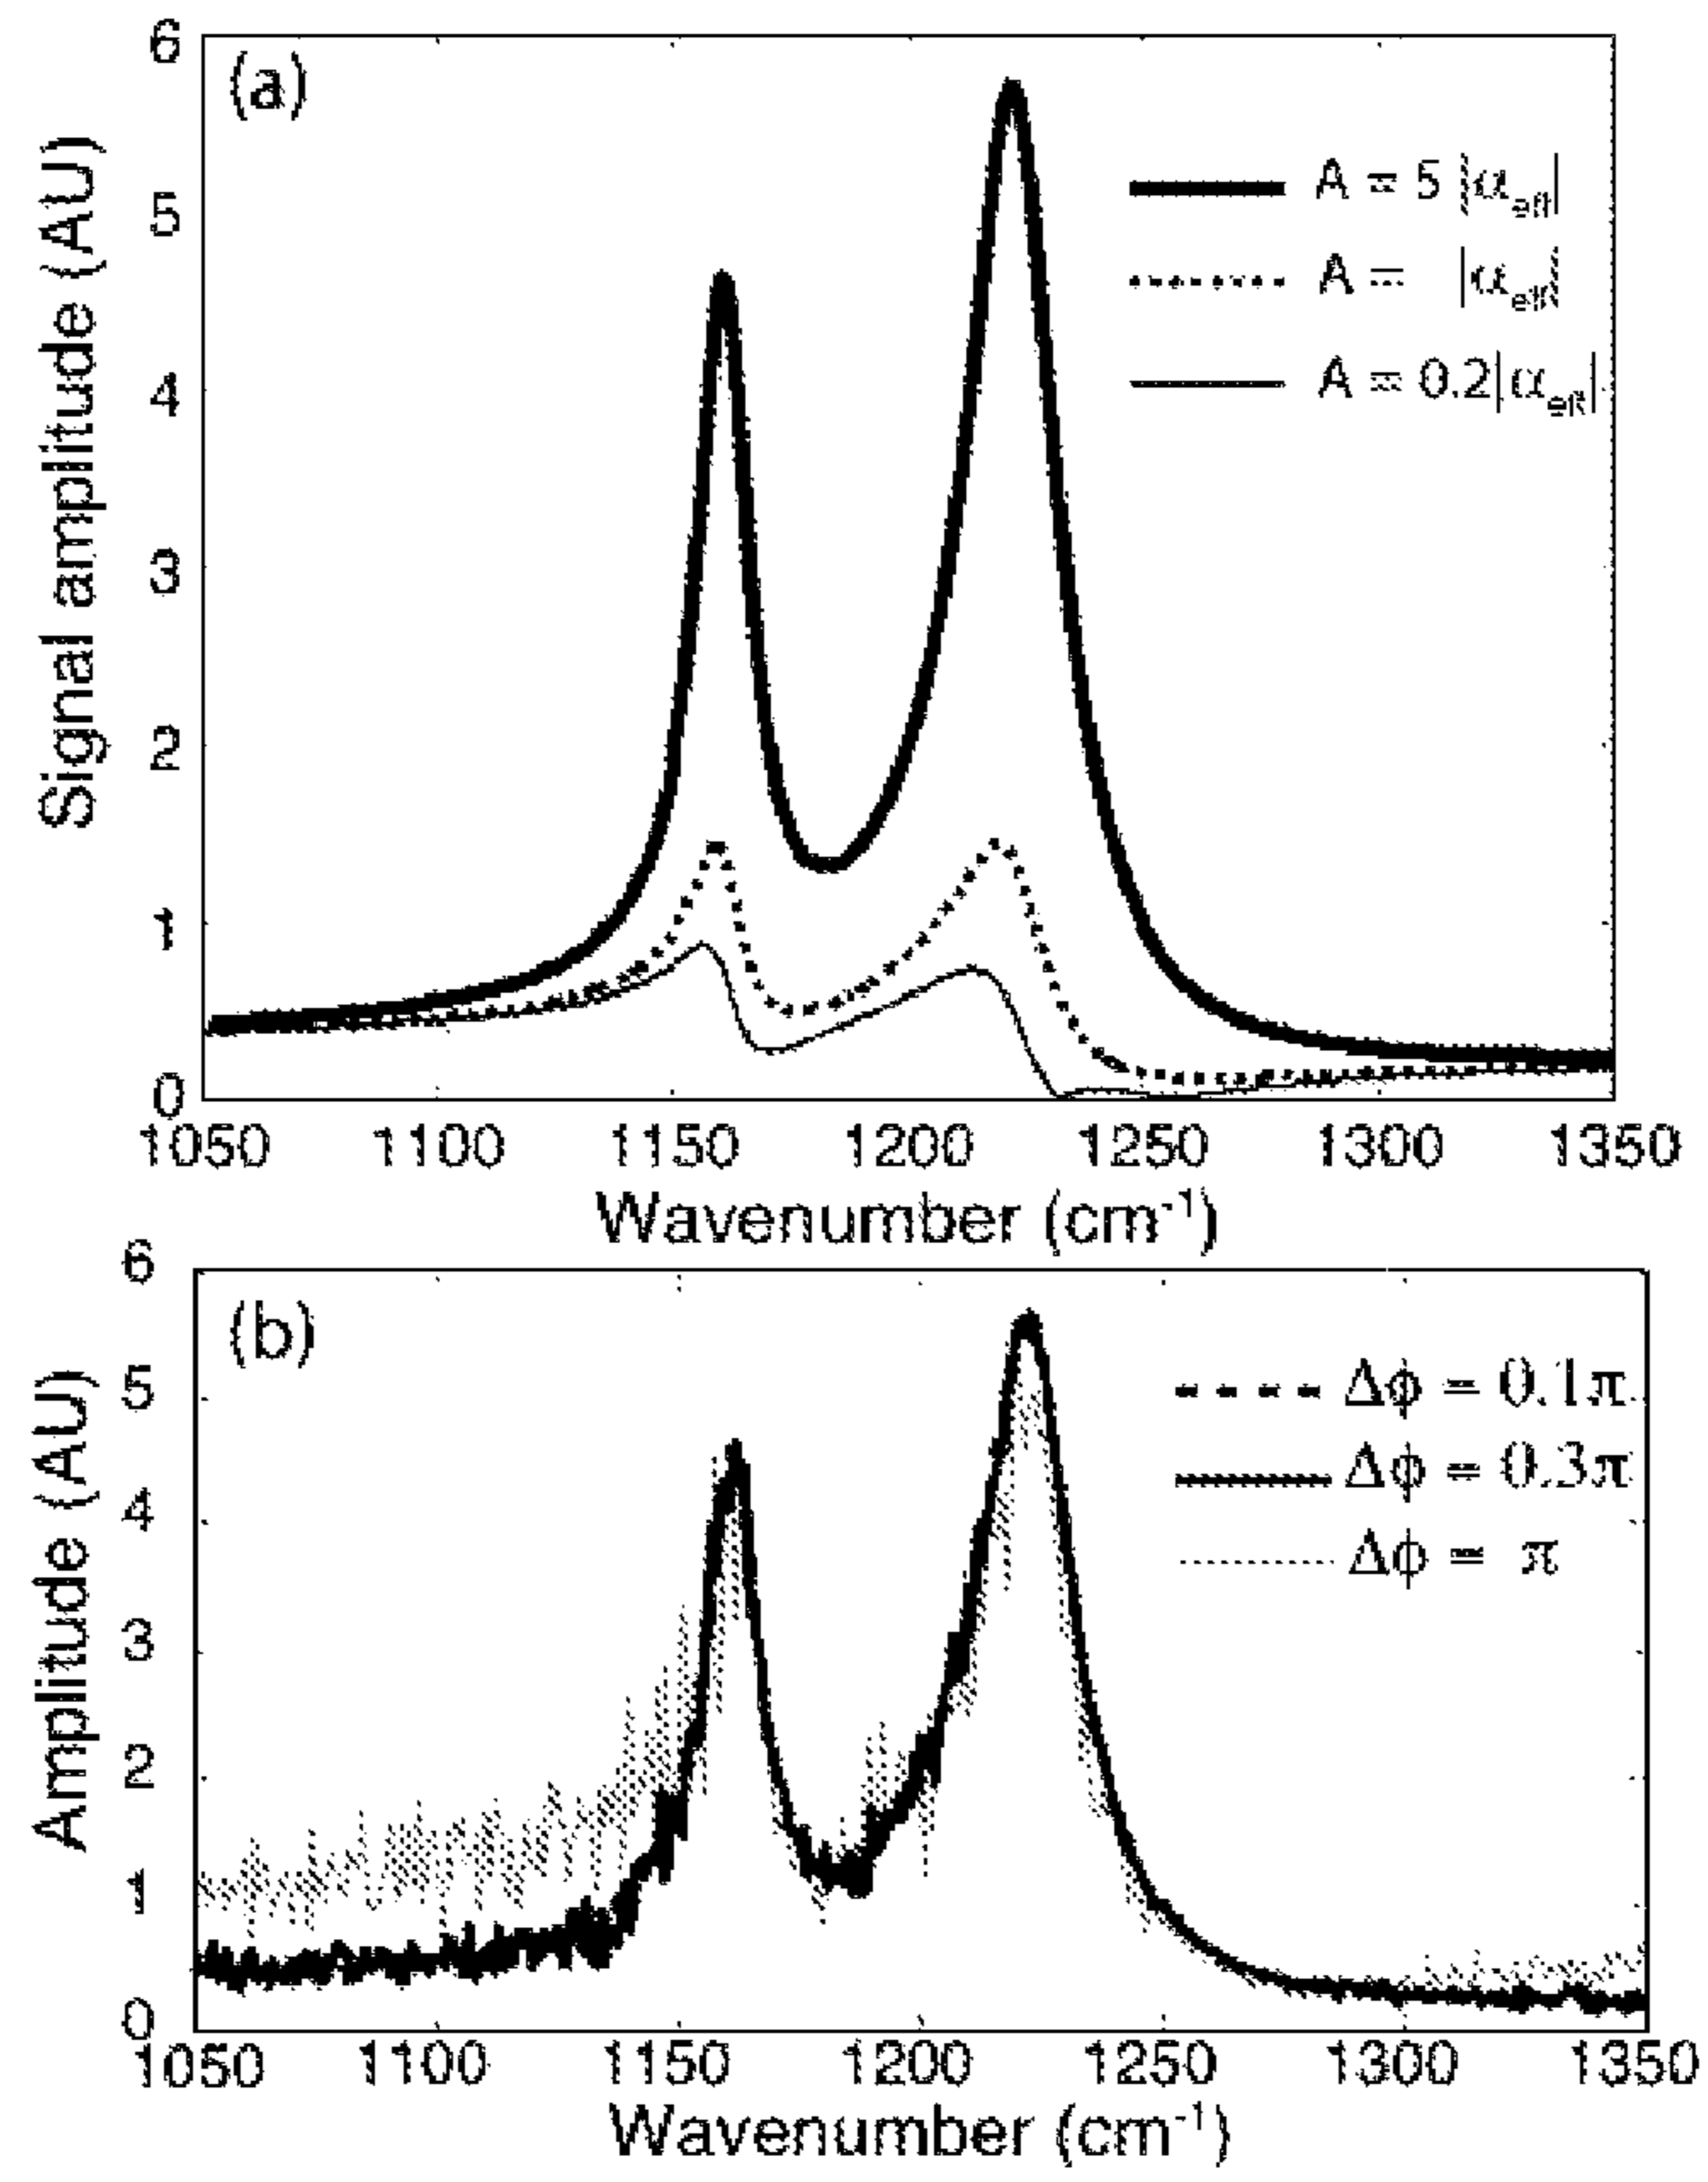 (a)
Signal amplitude (AU)
6
5
4
3
2
1
0
A = 5 |α_eff|
A = |α_eff|
A = 0.2|α_eff|
1050 1100 1150 1200 1250 1300 1350
Wavenumber (cm⁻¹)
(b)
Amplitude (AU)
6
5
4
3
2
1
0
Δϕ = 0.1π
Δϕ = 0.3π
Δϕ = π
1050 1100 1150 1200 1250 1300 1350
Wavenumber (cm⁻¹)